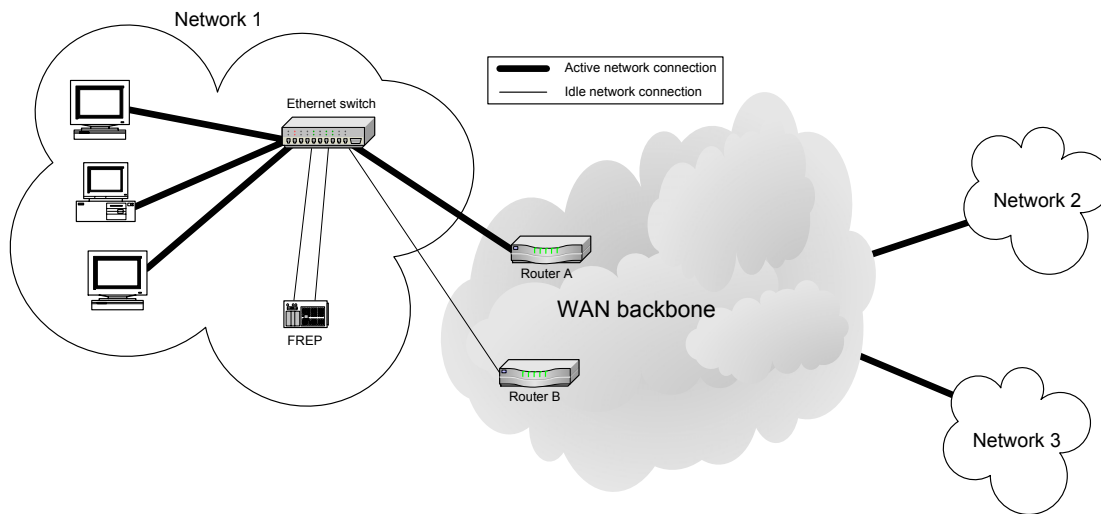 Network 1
Active network connection
Idle network connection
Ethernet switch
Network 2
Router A
WAN backbone
FREP
Router B
Network 3